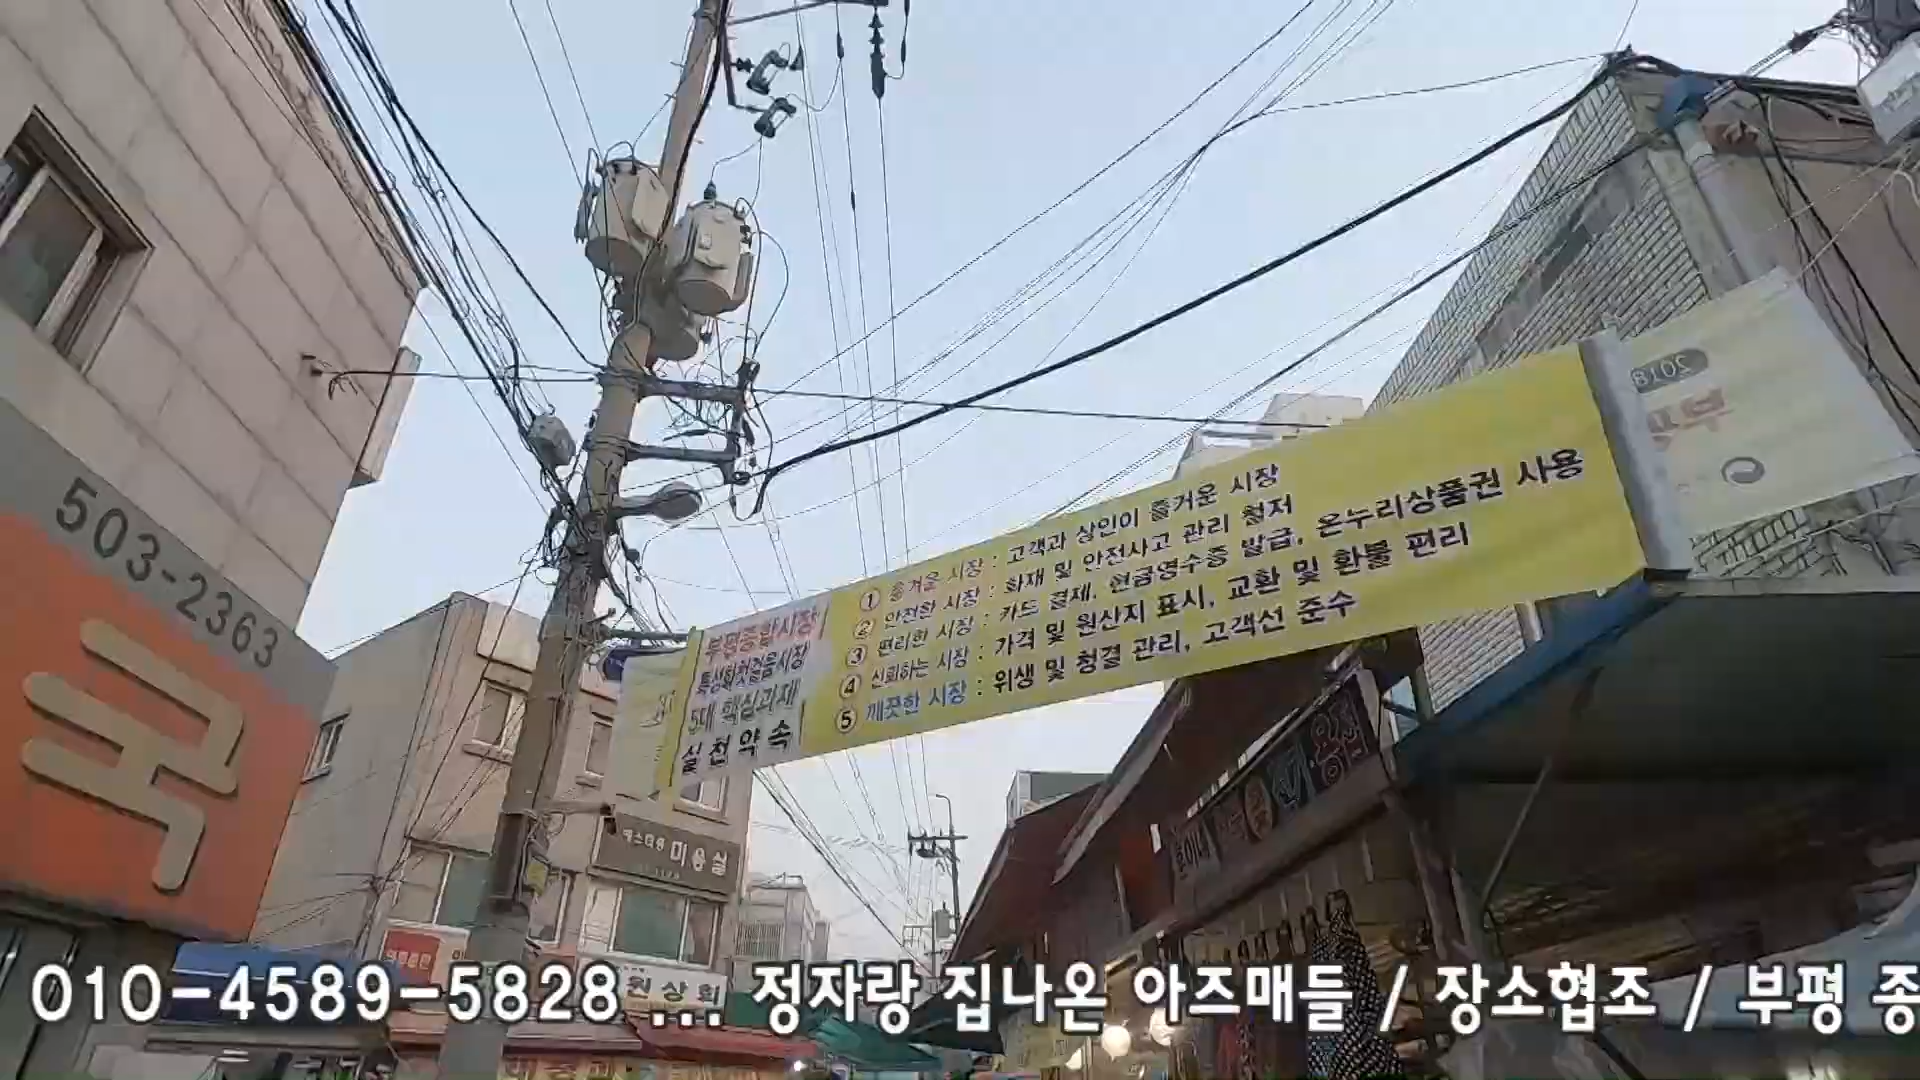 2018
503-2363
국
부평종합시장
특성화첫걸음시장
5대 핵심과제
실천약속
① 즐거운 시장 : 고객과 상인이 즐거운 시장
② 안전한 시장 : 화재 및 안전사고 관리 철저
③ 편리한 시장 : 카드 결제, 현금영수증 발급, 온누리상품권 사용
④ 신뢰하는 시장 : 가격 및 원산지 표시, 교환 및 환불 편리
⑤ 깨끗한 시장 : 위생 및 청결 관리, 고객선 준수
미용실
원상회
010-4589-5828 ... 정자랑 집나온 아즈매들 / 장소협조 / 부평 종